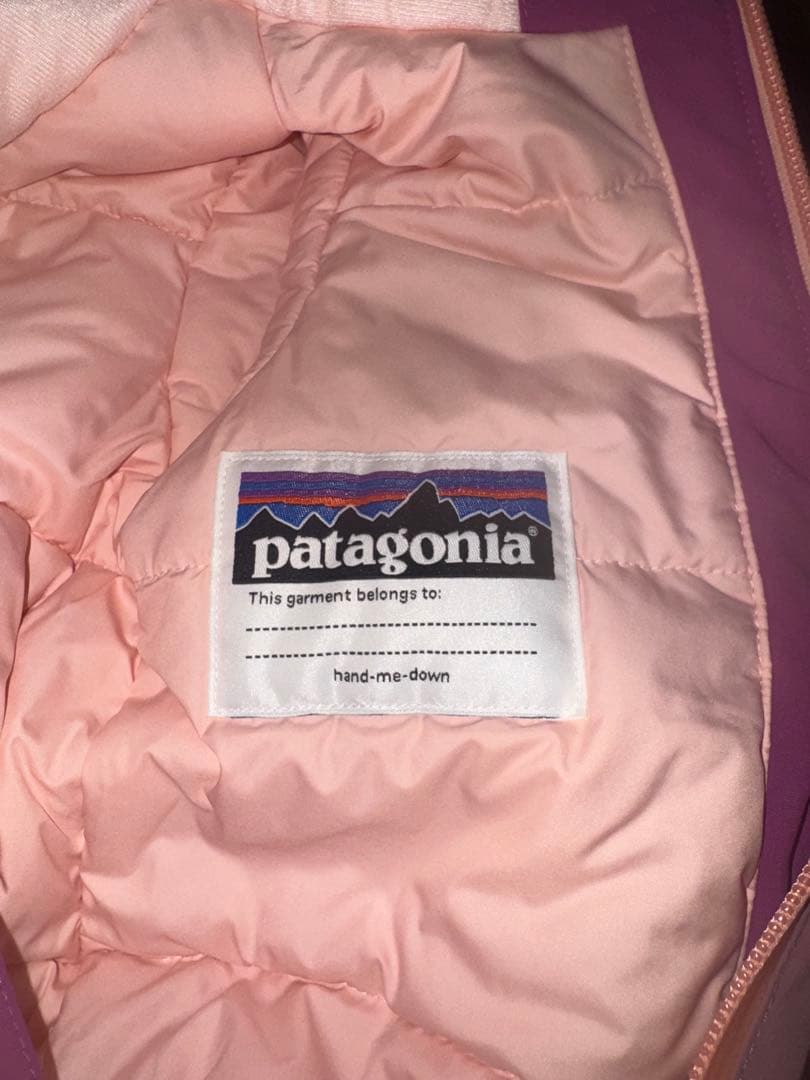 patagonia®
This garment belongs to:
hand-me-down